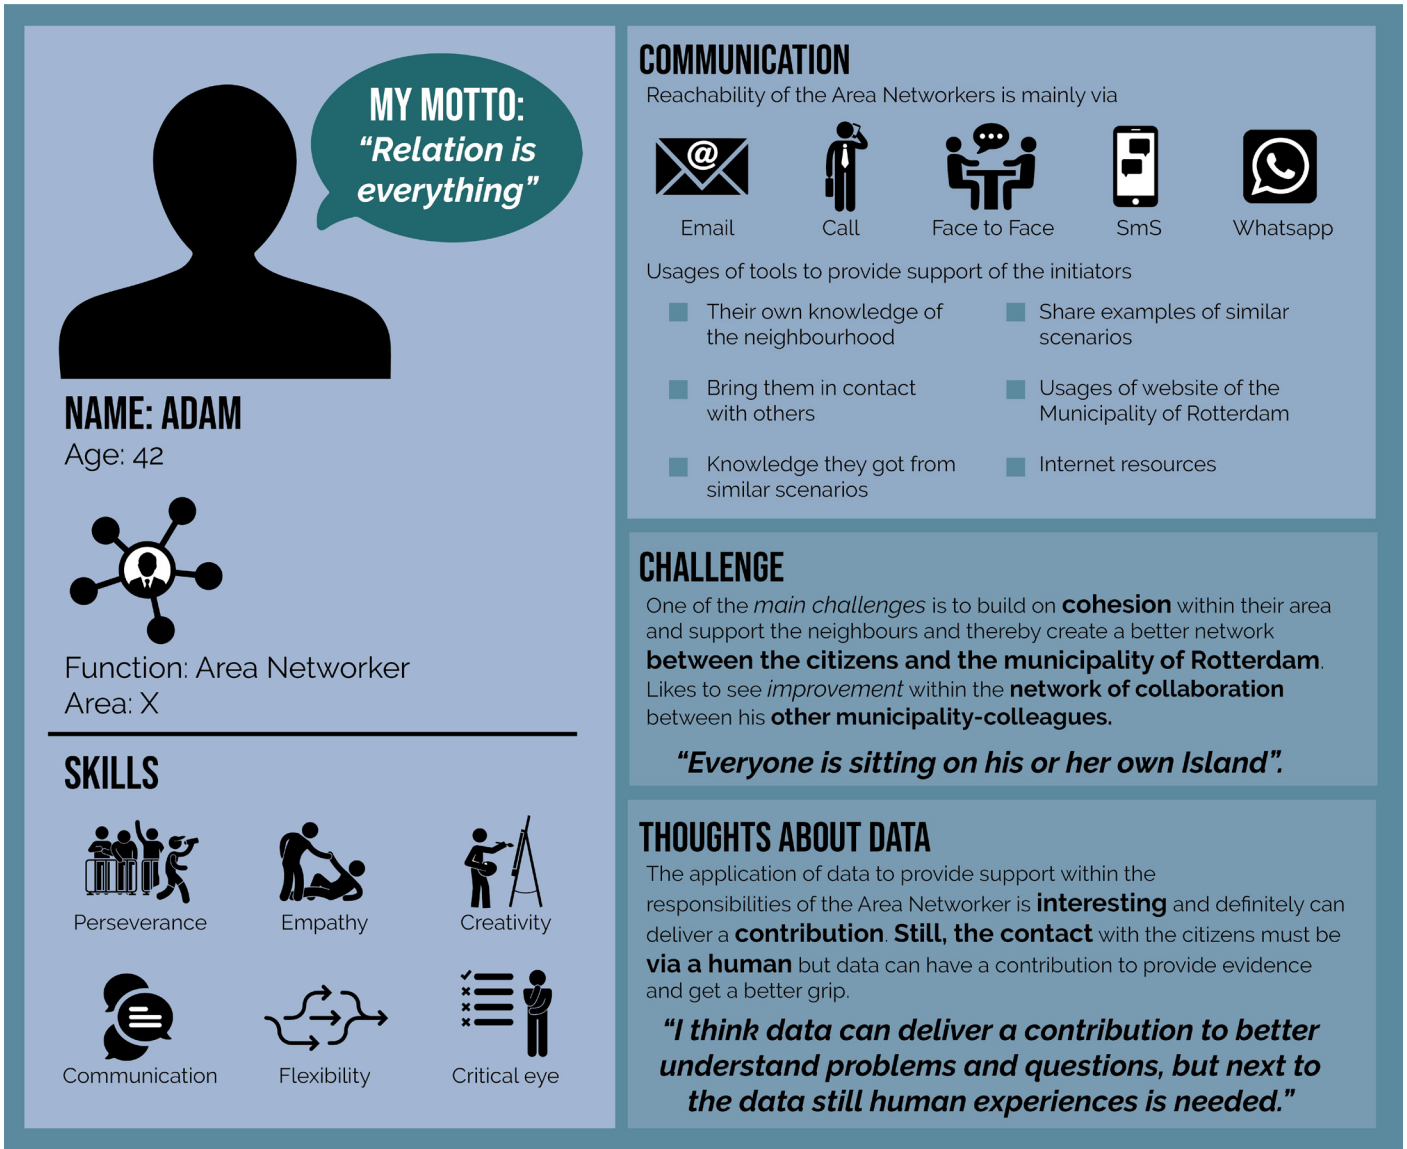 MY MOTTO:
“Relation is
everything”
NAME: ADAM
Age: 42
Function: Area Networker
Area: X
SKILLS
Perseverance
Empathy
Creativity
Communication
Flexibility
Critical eye
COMMUNICATION
Reachability of the Area Networkers is mainly via
@
Email
Call
Face to Face
SmS
Whatsapp
Usages of tools to provide support of the initiators
Their own knowledge of
the neighbourhood
Share examples of similar
scenarios
Bring them in contact
with others
Usages of website of the
Municipality of Rotterdam
Knowledge they got from
similar scenarios
Internet resources
CHALLENGE
One of the main challenges is to build on cohesion within their area
and support the neighbours and thereby create a better network
between the citizens and the municipality of Rotterdam.
Likes to see improvement within the network of collaboration
between his other municipality-colleagues.
“Everyone is sitting on his or her own Island”.
THOUGHTS ABOUT DATA
The application of data to provide support within the
responsibilities of the Area Networker is interesting and definitely can
deliver a contribution. Still, the contact with the citizens must be
via a human but data can have a contribution to provide evidence
and get a better grip.
“I think data can deliver a contribution to better
understand problems and questions, but next to
the data still human experiences is needed.”